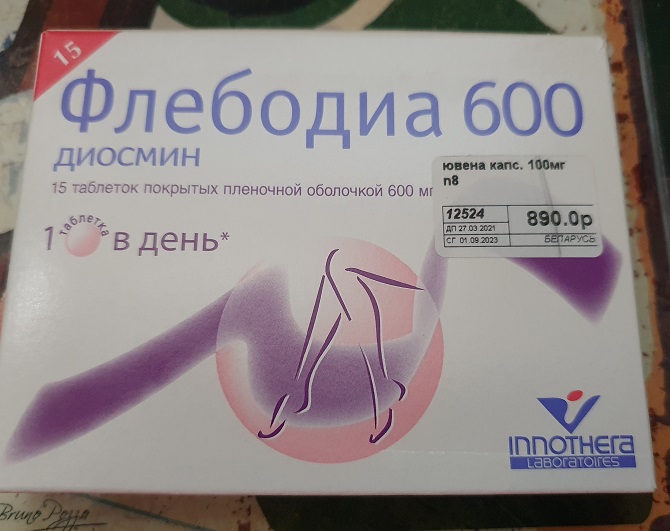 15
Флебодиа 600
диосмин
15 таблеток покрытых пленочной оболочкой 600 мг
1 таблетка в день*
ювена капс. 100мг
n8
12524
890.0р
ДП 27.03.2021
СГ 01.09.2023
БЕЛАРУСЬ
INNOTHERA
LABORATOIRES
Bruno Pozzo